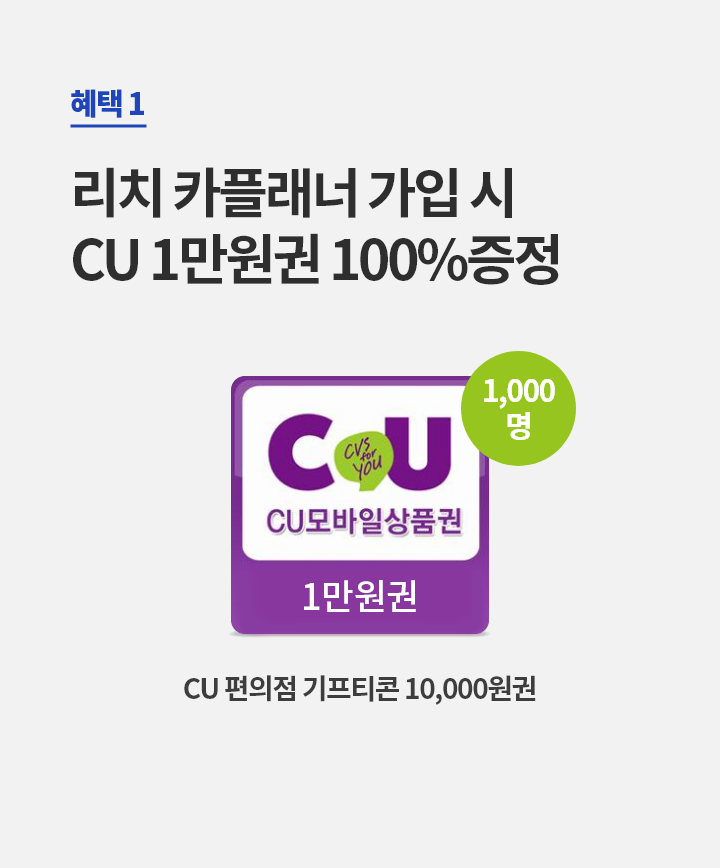 혜택 1
리치 카플래너 가입 시
CU 1만원권 100%증정
1,000
명
CU
CVS
for
YOU
CU모바일상품권
1만원권
CU 편의점 기프티콘 10,000원권